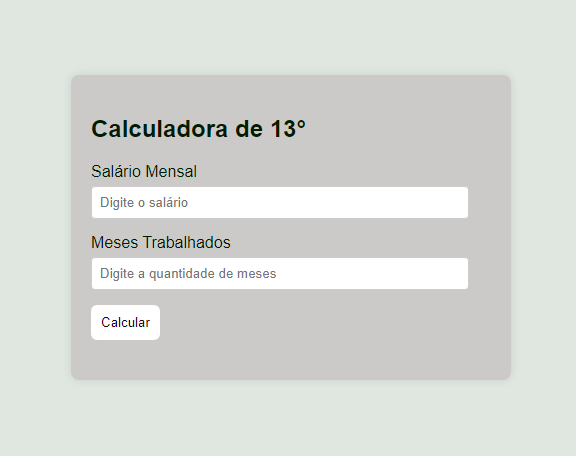 Calculadora de 13°
Salário Mensal
Digite o salário
Meses Trabalhados
Digite a quantidade de meses
Calcular